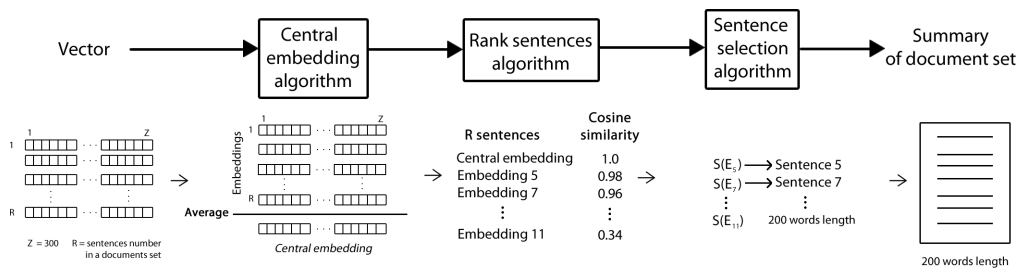 Vector
Central
embedding
algorithm
Rank sentences
algorithm
Sentence
selection
algorithm
Summary
of document set
1 Z
1 ...
...
...
R ...
Z = 300 R = sentences number
in a documents set
1 Z
1 ...
...
...
R ...
Embeddings
Average
...
Central embedding
R sentences
Cosine
similarity
Central embedding 1.0
Embedding 5 0.98
Embedding 7 0.96
Embedding 11 0.34
S(E₅) Sentence 5
S(E₇) Sentence 7
S(E₁₁) 200 words length
200 words length